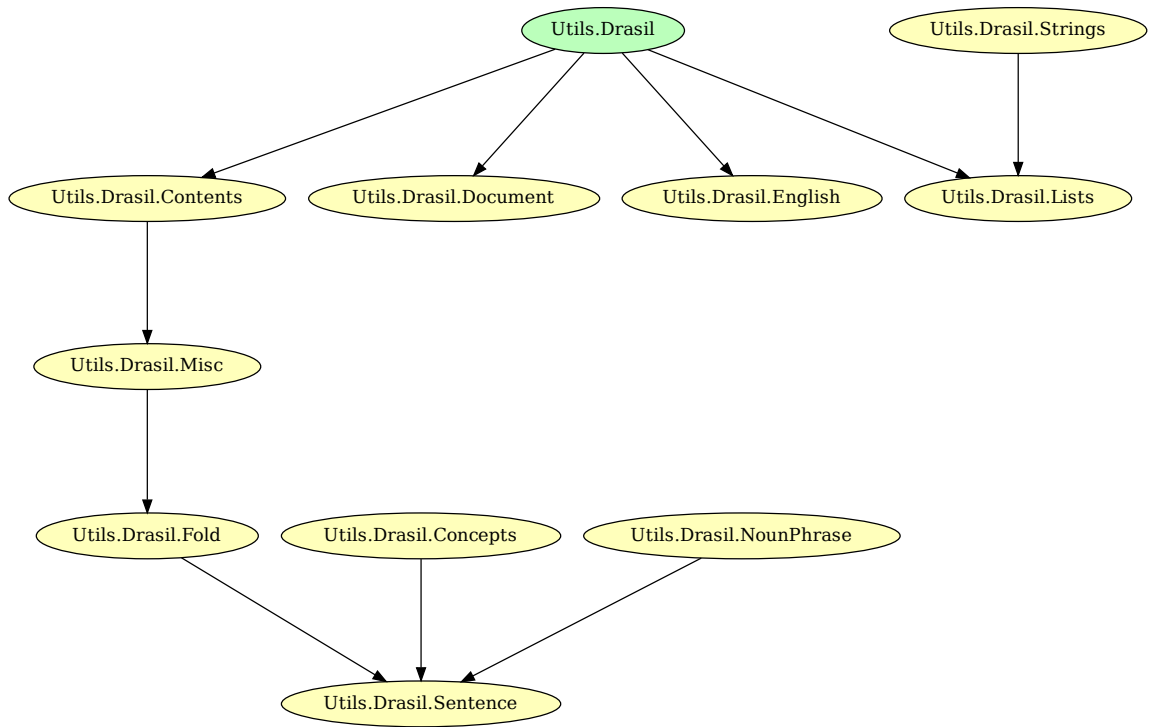 Utils.Drasil
Utils.Drasil.Strings
Utils.Drasil.Contents
Utils.Drasil.Document
Utils.Drasil.English
Utils.Drasil.Lists
Utils.Drasil.Misc
Utils.Drasil.Fold
Utils.Drasil.Concepts
Utils.Drasil.NounPhrase
Utils.Drasil.Sentence